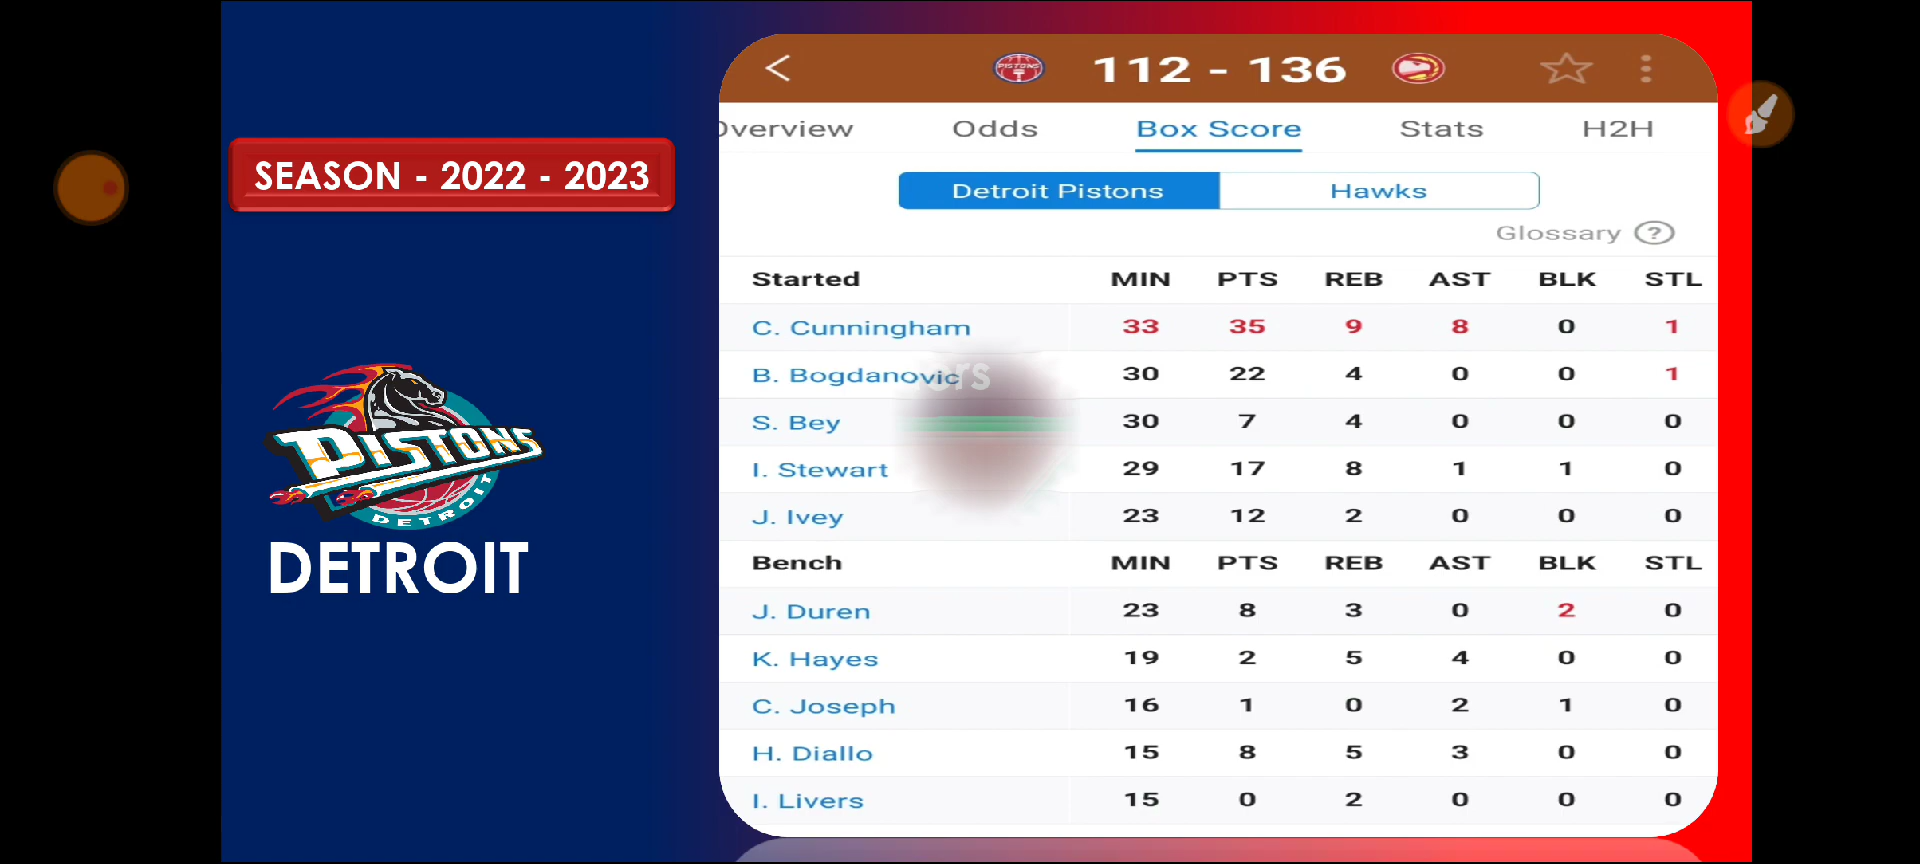 112 - 136
Overview Odds Box Score Stats H2H
SEASON - 2022 - 2023
Detroit Pistons Hawks
Glossary ?
Started MIN PTS REB AST BLK STL
C. Cunningham 33 35 9 8 0 1
B. Bogdanovic 30 22 4 0 0 1
S. Bey 30 7 4 0 0 0
I. Stewart 29 17 8 1 1 0
J. Ivey 23 12 2 0 0 0
PISTONS
DETROIT
DETROIT
Bench MIN PTS REB AST BLK STL
J. Duren 23 8 3 0 2 0
K. Hayes 19 2 5 4 0 0
C. Joseph 16 1 0 2 1 0
H. Diallo 15 8 5 3 0 0
I. Livers 15 0 2 0 0 0